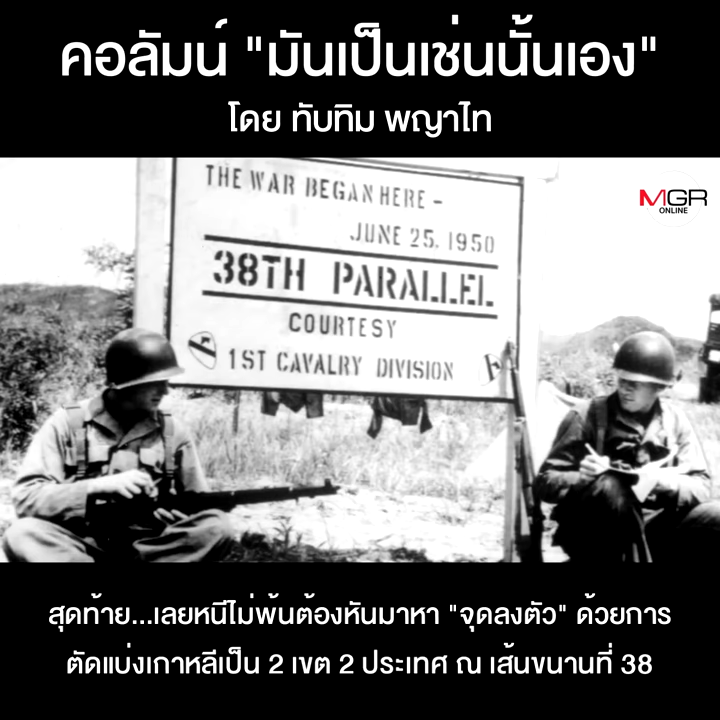 คอลัมน์ "มันเป็นเช่นนั้นเอง"
โดย ทับทิม พญาไท
MGR
ONLINE
THE WAR BEGAN HERE -
JUNE 25, 1950
38TH PARALLEL
COURTESY
1ST CAVALRY DIVISION
สุดท้าย...เลยหนีไม่พ้นต้องหันมาหา "จุดลงตัว" ด้วยการ
ตัดแบ่งเกาหลีเป็น 2 เขต 2 ประเทศ ณ เส้นขนานที่ 38